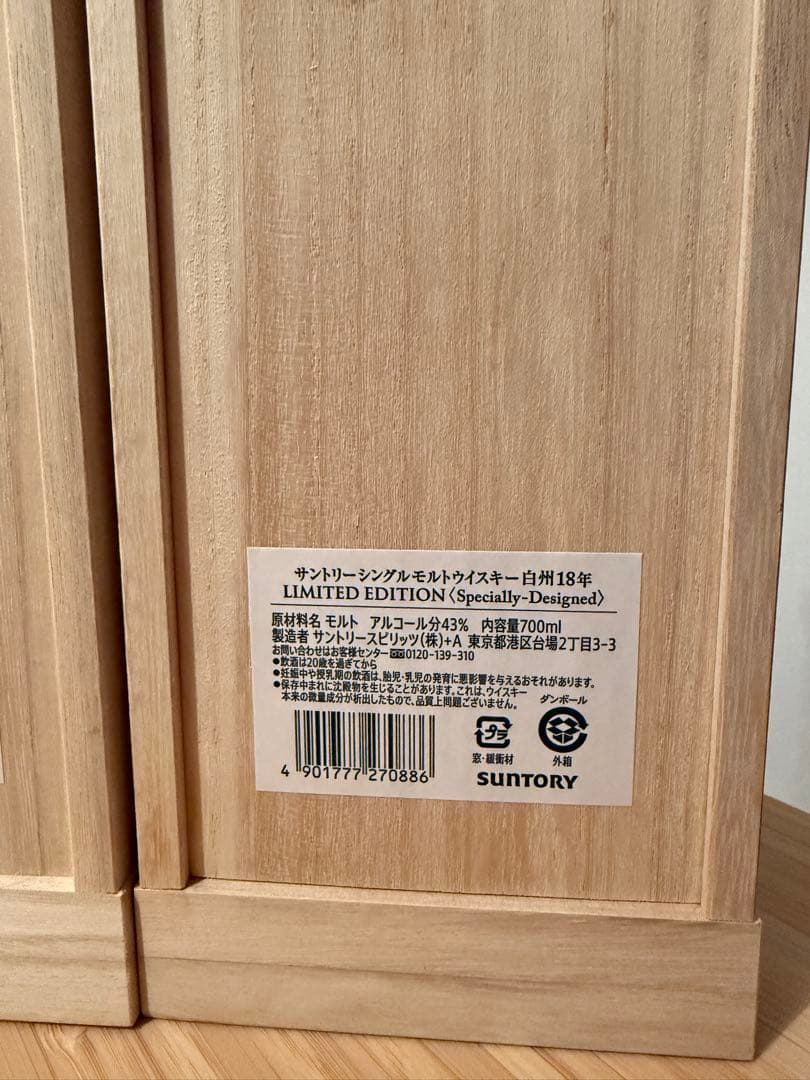 サントリーシングルモルトウイスキー白州18年
LIMITED EDITION〈Specially-Designed〉
原材料名 モルト アルコール分43% 内容量700ml
製造者 サントリースピリッツ(株)+A 東京都港区台場2丁目3-3
お問い合わせはお客様センター 0120-139-310
●飲酒は20歳を過ぎてから
●妊娠中や授乳期の飲酒は、胎児・乳児の発育に悪影響を与えるおそれがあります。
●保存中まれに沈殿物を生じることがあります。これは、ウイスキー
本来の微量成分が析出したもので、品質上問題ございません。
ダンボール
プラ
窓・緩衝材
外箱
4 901777 270886
SUNTORY